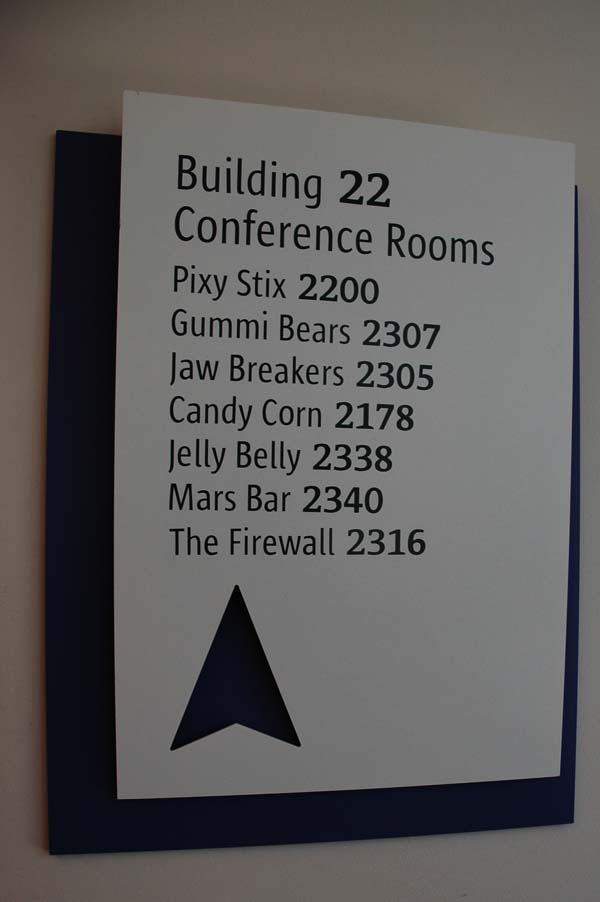 Building 22
Conference Rooms
Pixy Stix 2200
Gummi Bears 2307
Jaw Breakers 2305
Candy Corn 2178
Jelly Belly 2338
Mars Bar 2340
The Firewall 2316